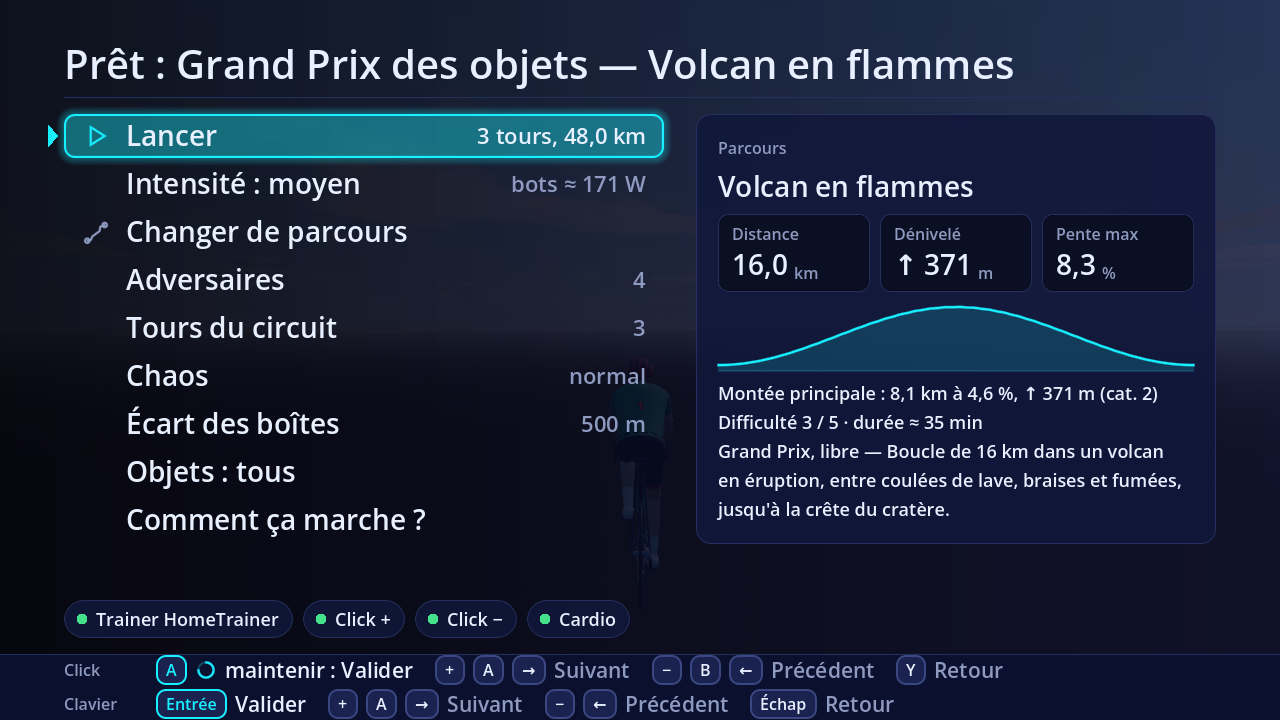 Prêt : Grand Prix des objets — Volcan en flammes
Lancer 3 tours, 48,0 km
Intensité : moyen bots ≈ 171 W
Changer de parcours
Adversaires 4
Tours du circuit 3
Chaos normal
Écart des boîtes 500 m
Objets : tous
Comment ça marche ?
Parcours
Volcan en flammes
Distance Dénivelé Pente max
16,0 km ↑ 371 m 8,3 %
Montée principale : 8,1 km à 4,6 %, ↑ 371 m (cat. 2)
Difficulté 3 / 5 · durée ≈ 35 min
Grand Prix, libre — Boucle de 16 km dans un volcan
en éruption, entre coulées de lave, braises et fumées,
jusqu'à la crête du cratère.
Trainer HomeTrainer Click + Click − Cardio
Click A maintenir : Valider + A → Suivant − B ← Précédent Y Retour
Clavier Entrée Valider + A → Suivant − ← Précédent Échap Retour